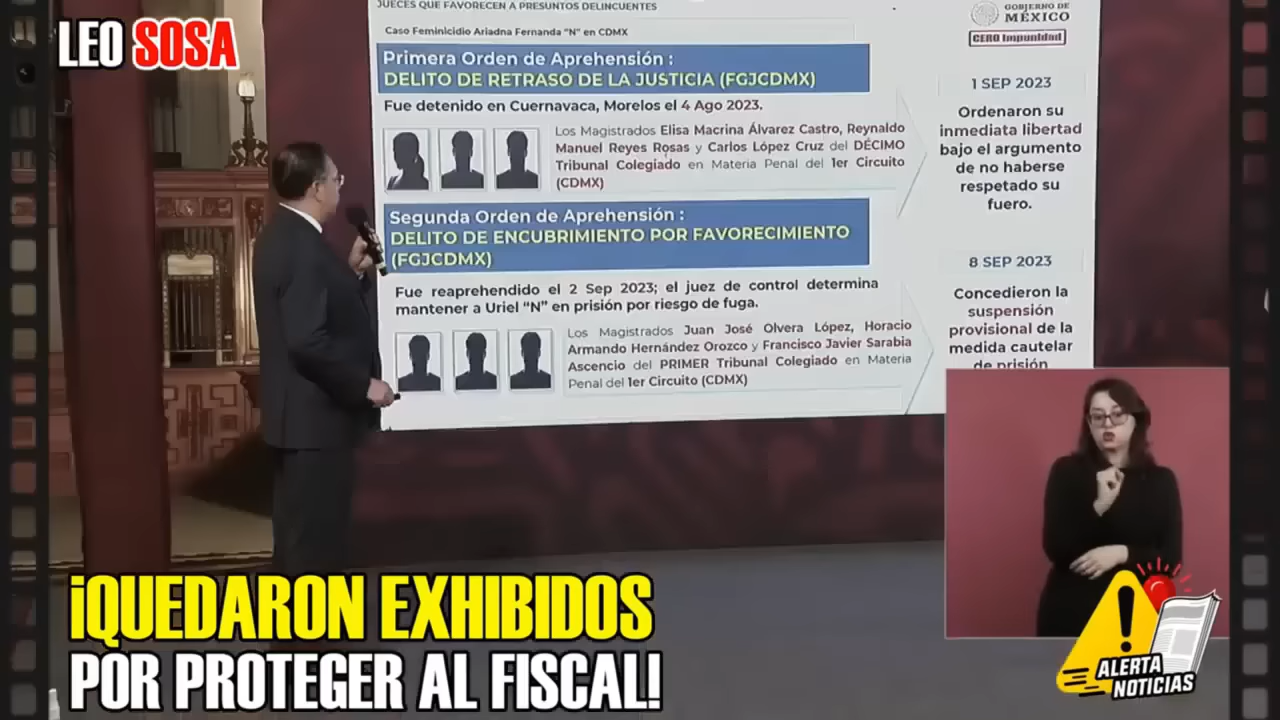 LEO SOSA
JUECES QUE FAVORECEN A PRESUNTOS DELINCUENTES
Caso Feminicidio Ariadna Fernanda “N” en CDMX
Primera Orden de Aprehensión :
DELITO DE RETRASO DE LA JUSTICIA (FGJCDMX)
Fue detenido en Cuernavaca, Morelos el 4 Ago 2023.
Los Magistrados Elisa Macrina Álvarez Castro, Reynaldo
Manuel Reyes Rosas y Carlos López Cruz del DÉCIMO
Tribunal Colegiado en Materia Penal del 1er Circuito
(CDMX)
Segunda Orden de Aprehensión :
DELITO DE ENCUBRIMIENTO POR FAVORECIMIENTO
(FGJCDMX)
Fue reaprehendido el 2 Sep 2023; el juez de control determina
mantener a Uriel “N” en prisión por riesgo de fuga.
Los Magistrados Juan José Olvera López, Horacio
Armando Hernández Orozco y Francisco Javier Sarabia
Ascencio del PRIMER Tribunal Colegiado en Materia
Penal del 1er Circuito (CDMX)
GOBIERNO DE
MÉXICO
CERO Impunidad
1 SEP 2023
Ordenaron su
inmediata libertad
bajo el argumento
de no haberse
respetado su
fuero.
8 SEP 2023
Concedieron la
suspensión
provisional de la
medida cautelar
de prisión
¡QUEDARON EXHIBIDOS
POR PROTEGER AL FISCAL!
ALERTA
NOTICIAS